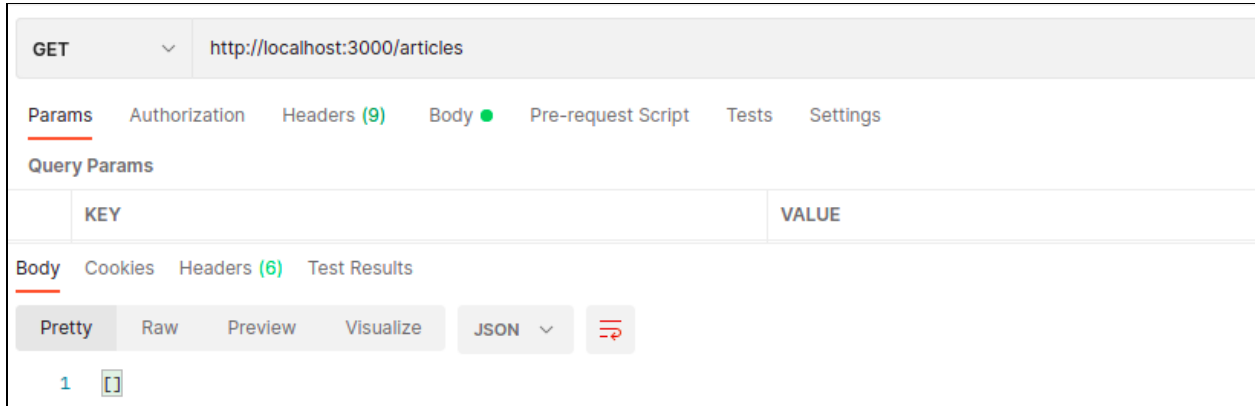 GET http://localhost:3000/articles
Params Authorization Headers (9) Body Pre-request Script Tests Settings
Query Params
KEY VALUE
Body Cookies Headers (6) Test Results
Pretty Raw Preview Visualize JSON
1 []